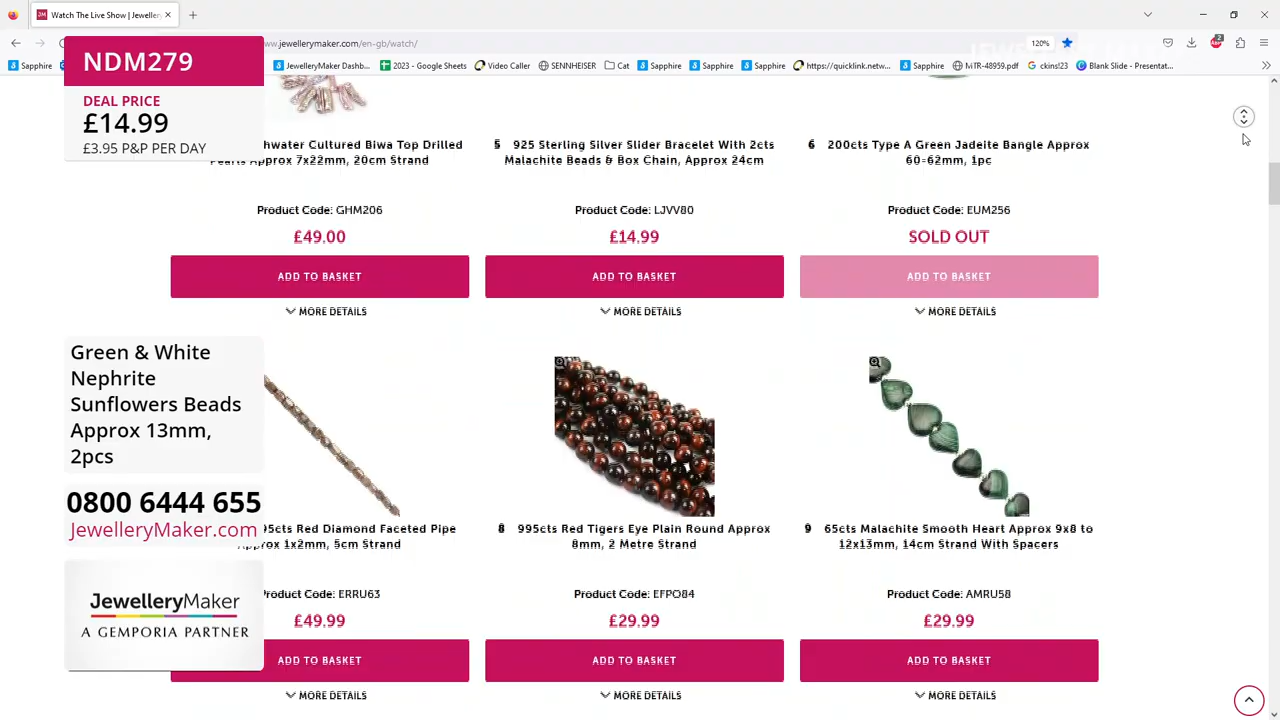 Watch The Live Show | Jeweller
ww.jewellerymaker.com/en-gb/watch/
120%
2
Sapphire
Sapphire
JewelleryMaker Dashb...
2023 - Google Sheets
Video Caller
SENNHEISER
Cat
Sapphire
Sapphire
Sapphire
Sapphire
https://quicklink.netw...
Sapphire
MTR-48959.pdf
ckins!23
Blank Slide - Presentat...
NDM279
DEAL PRICE
£14.99
£3.95 P&P PER DAY
hwater Cultured Biwa Top Drilled
Pearls Approx 7x22mm, 20cm Strand
Product Code: GHM206
£49.00
ADD TO BASKET
MORE DETAILS
5 925 Sterling Silver Slider Bracelet With 2cts
Malachite Beads & Box Chain, Approx 24cm
Product Code: LJVV80
£14.99
ADD TO BASKET
MORE DETAILS
6 200cts Type A Green Jadeite Bangle Approx
60-62mm, 1pc
Product Code: EUM256
SOLD OUT
ADD TO BASKET
MORE DETAILS
Green & White
Nephrite
Sunflowers Beads
Approx 13mm,
2pcs
0800 6444 655
JewelleryMaker.com
JewelleryMaker
A GEMPORIA PARTNER
95cts Red Diamond Faceted Pipe
Approx 1x2mm, 5cm Strand
Product Code: ERRU63
£49.99
ADD TO BASKET
MORE DETAILS
8 995cts Red Tigers Eye Plain Round Approx
8mm, 2 Metre Strand
Product Code: EFPO84
£29.99
ADD TO BASKET
MORE DETAILS
9 65cts Malachite Smooth Heart Approx 9x8 to
12x13mm, 14cm Strand With Spacers
Product Code: AMRU58
£29.99
ADD TO BASKET
MORE DETAILS